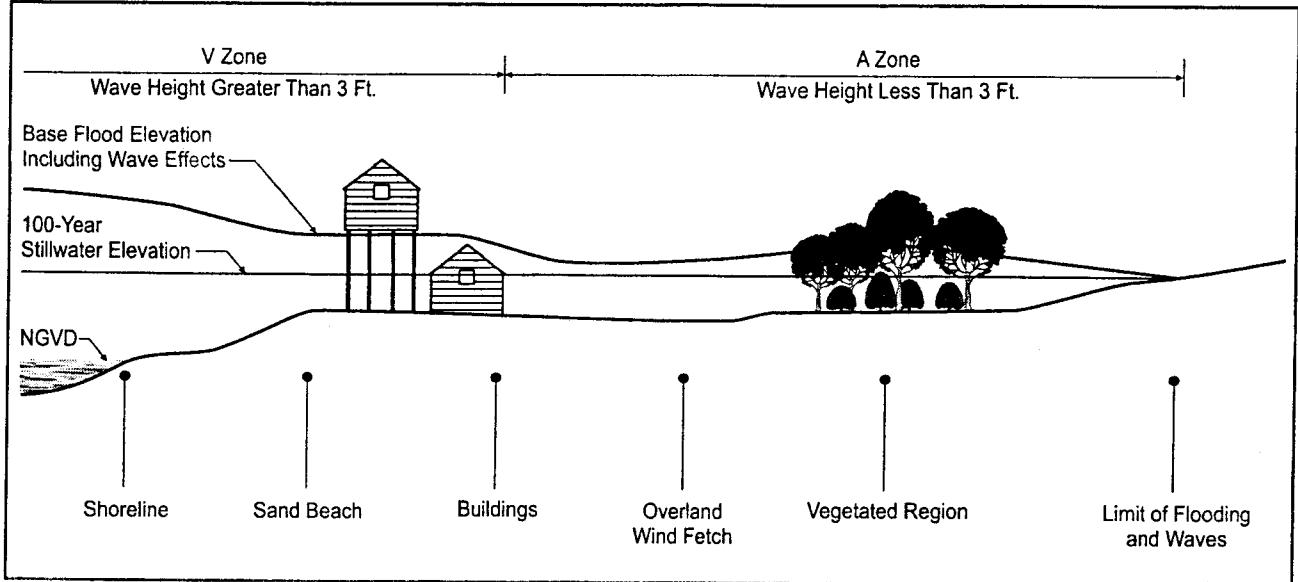 V Zone
Wave Height Greater Than 3 Ft.
A Zone
Wave Height Less Than 3 Ft.
Base Flood Elevation
Including Wave Effects
100-Year
Stillwater Elevation
NGVD
Shoreline
Sand Beach
Buildings
Overland
Wind Fetch
Vegetated Region
Limit of Flooding
and Waves